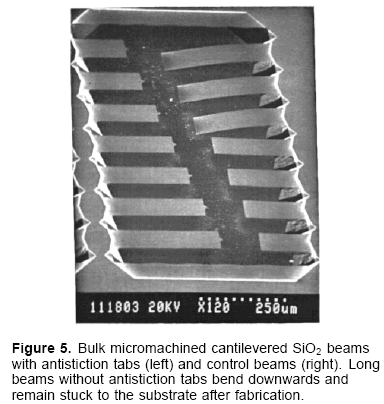 111803 20KV X120 250um
Figure 5. Bulk micromachined cantilevered SiO₂ beams
with antistiction tabs (left) and control beams (right). Long
beams without antistiction tabs bend downwards and
remain stuck to the substrate after fabrication.